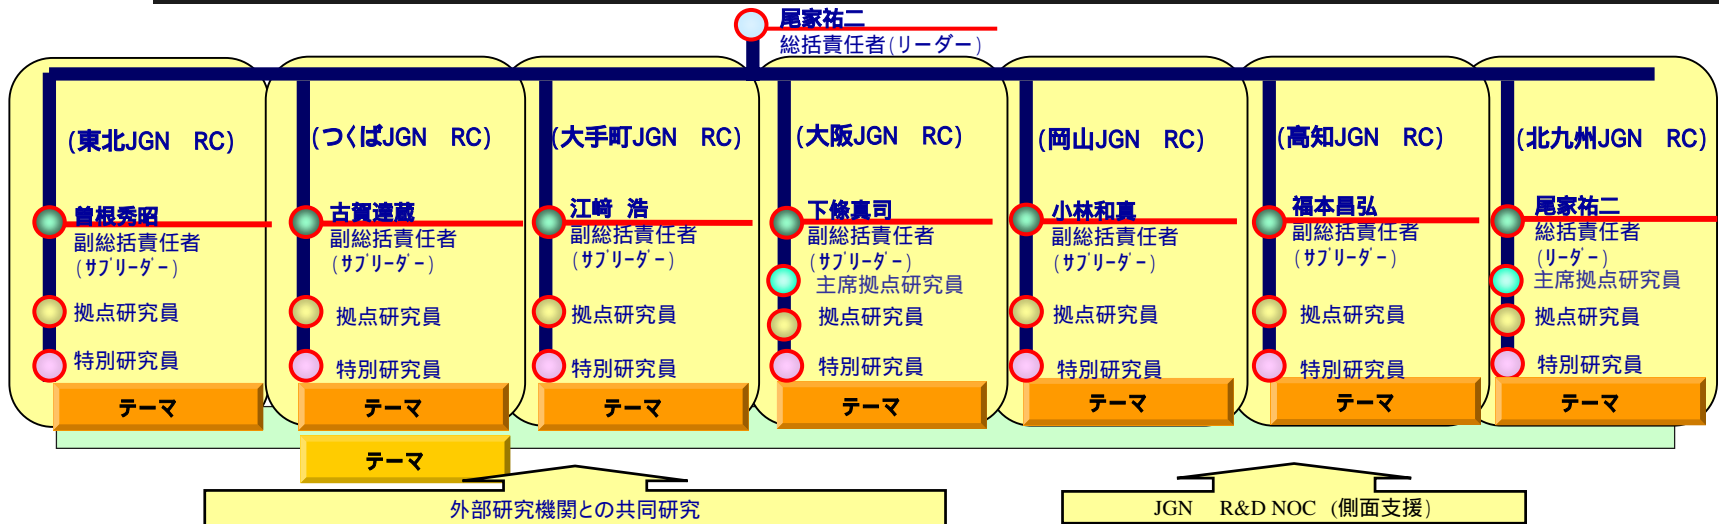 尾家祐二
総括責任者(リーダー)
(東北JGN RC)
曽根秀昭
副総括責任者
(サブリーダー)
拠点研究員
特別研究員
テーマ
(つくばJGN RC)
古賀達蔵
副総括責任者
(サブリーダー)
拠点研究員
特別研究員
テーマ
テーマ
(大手町JGN RC)
江﨑 浩
副総括責任者
(サブリーダー)
拠点研究員
特別研究員
テーマ
(大阪JGN RC)
下條真司
副総括責任者
(サブリーダー)
主席拠点研究員
拠点研究員
特別研究員
テーマ
(岡山JGN RC)
小林和真
副総括責任者
(サブリーダー)
拠点研究員
特別研究員
テーマ
(高知JGN RC)
福本昌弘
副総括責任者
(サブリーダー)
拠点研究員
特別研究員
テーマ
(北九州JGN RC)
尾家祐二
総括責任者
(リーダー)
主席拠点研究員
拠点研究員
特別研究員
テーマ
外部研究機関との共同研究
JGN R&D NOC (側面支援)